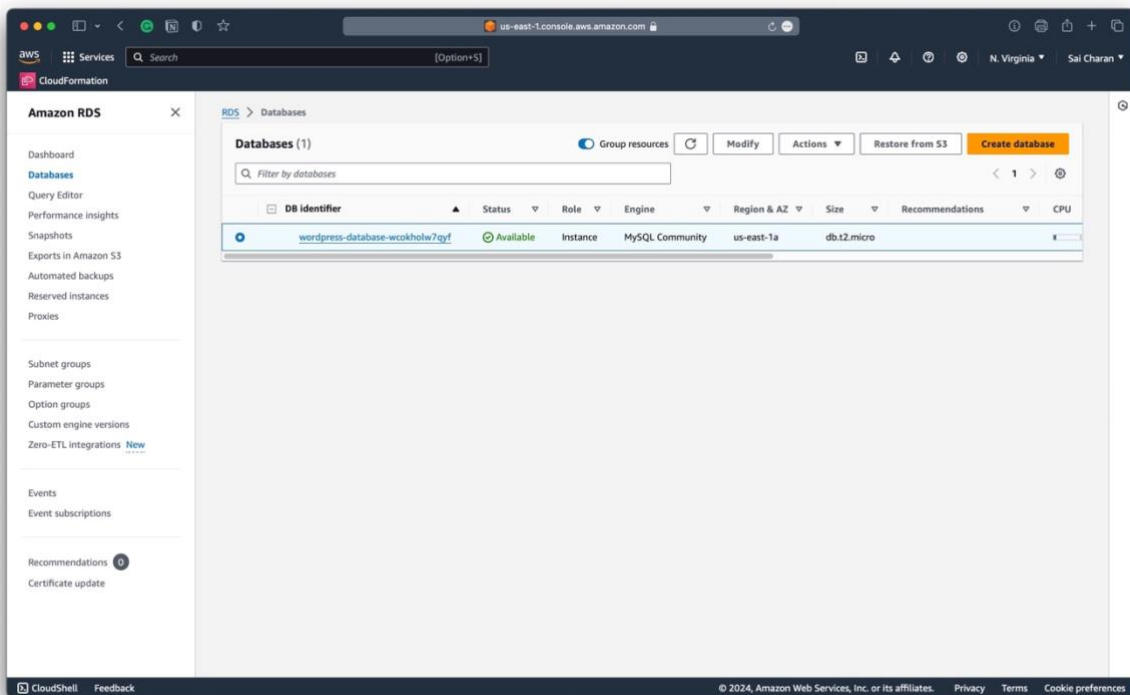 us-east-1.console.aws.amazon.com
aws Services Search [Option+S] N. Virginia Sai Charan
CloudFormation
Amazon RDS
Dashboard
Databases
Query Editor
Performance insights
Snapshots
Exports in Amazon S3
Automated backups
Reserved instances
Proxies
Subnet groups
Parameter groups
Option groups
Custom engine versions
Zero-ETL integrations New
Events
Event subscriptions
Recommendations 0
Certificate update
RDS > Databases
Databases (1) Group resources Modify Actions Restore from S3 Create database
Filter by databases 1
DB identifier Status Role Engine Region & AZ Size Recommendations CPU
wordpress-database-wcokholw7qyf Available Instance MySQL Community us-east-1a db.t2.micro
CloudShell Feedback © 2024, Amazon Web Services, Inc. or its affiliates. Privacy Terms Cookie preferences